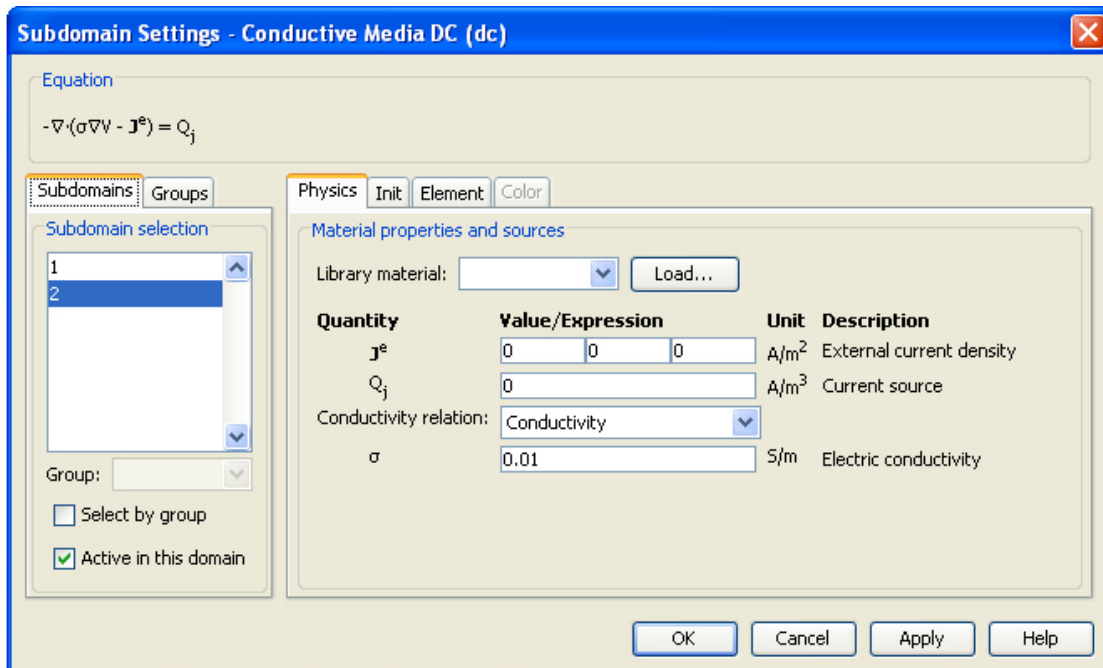 Subdomain Settings - Conductive Media DC (dc)
Equation
-∇·(σ∇V - Jᵉ) = Qⱼ
Subdomains Groups
Subdomain selection
1
2
Group:
Select by group
Active in this domain
Physics Init Element Color
Material properties and sources
Library material: Load...
Quantity Value/Expression Unit Description
Jᵉ 0 0 0 A/m² External current density
Qⱼ 0 A/m³ Current source
Conductivity relation: Conductivity
σ 0.01 S/m Electric conductivity
OK Cancel Apply Help